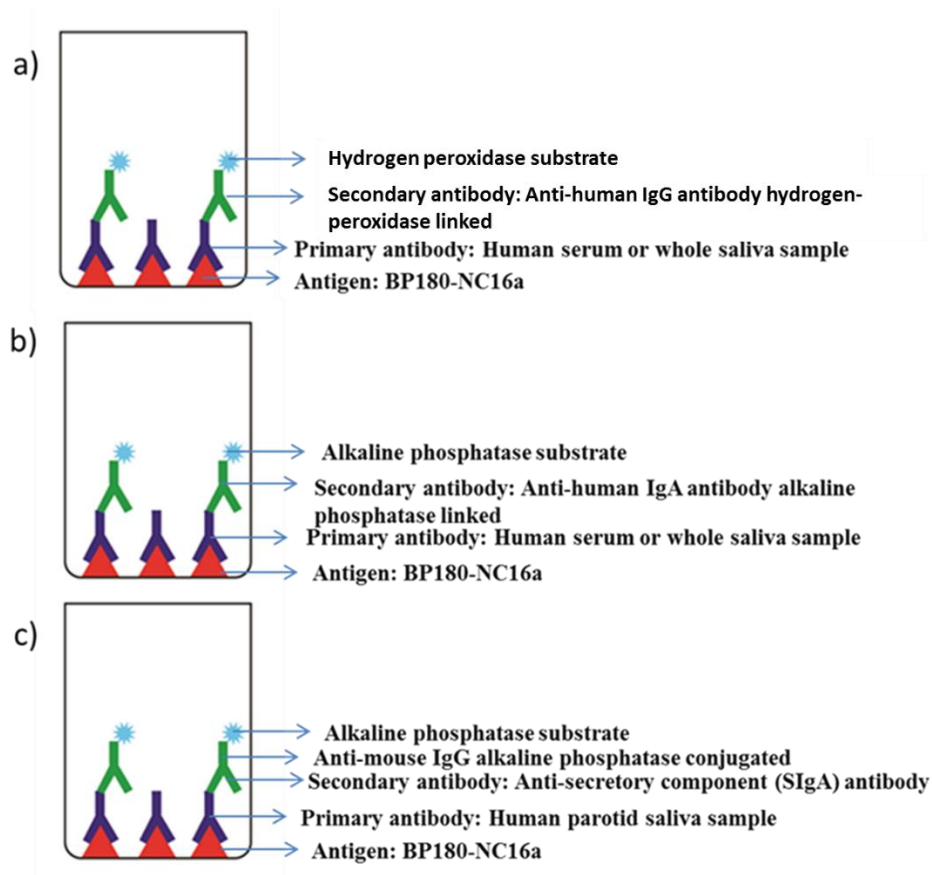 a)
Hydrogen peroxidase substrate
Secondary antibody: Anti-human IgG antibody hydrogen-
peroxidase linked
Primary antibody: Human serum or whole saliva sample
Antigen: BP180-NC16a
b)
Alkaline phosphatase substrate
Secondary antibody: Anti-human IgA antibody alkaline
phosphatase linked
Primary antibody: Human serum or whole saliva sample
Antigen: BP180-NC16a
c)
Alkaline phosphatase substrate
Anti-mouse IgG alkaline phosphatase conjugated
Secondary antibody: Anti-secretory component (SIgA) antibody
Primary antibody: Human parotid saliva sample
Antigen: BP180-NC16a